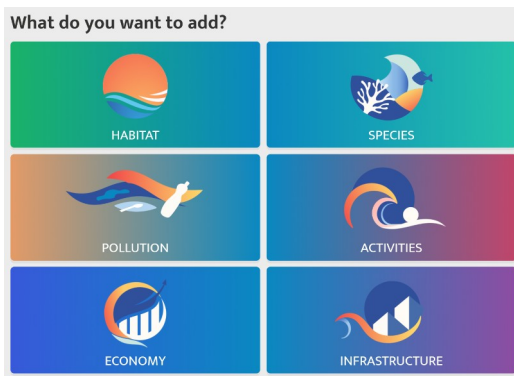 What do you want to add?
HABITAT
SPECIES
POLLUTION
ACTIVITIES
ECONOMY
INFRASTRUCTURE